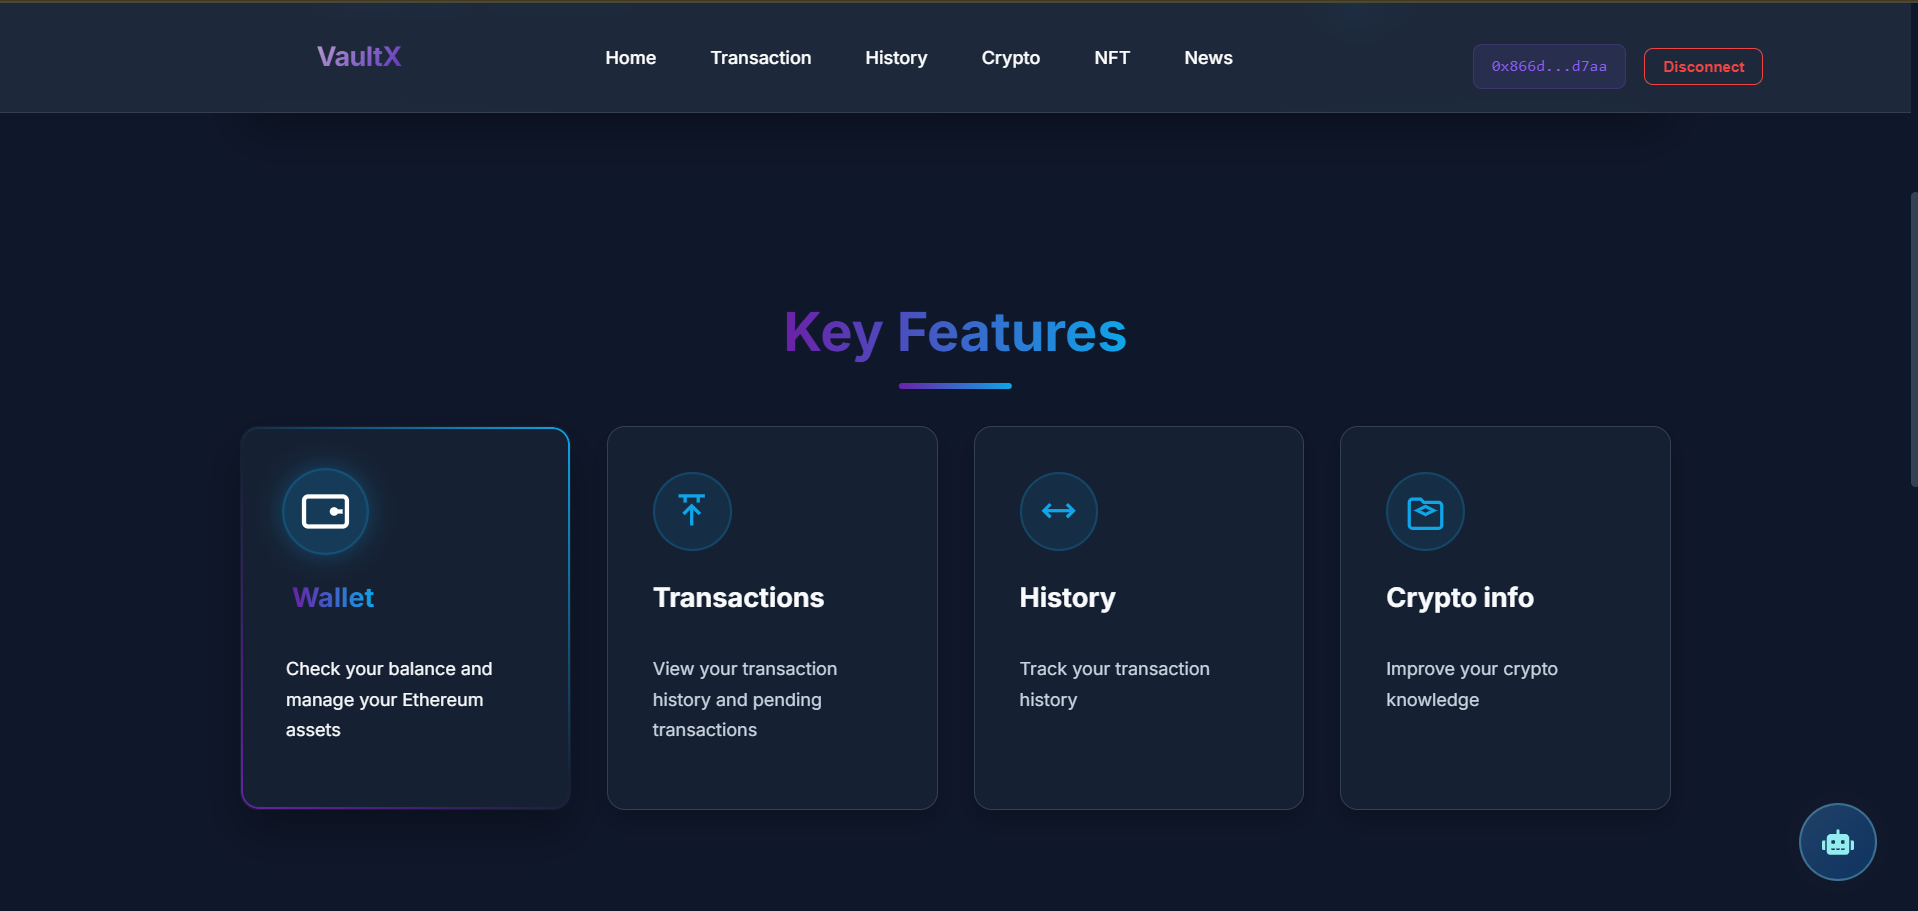 VaultX
Home
Transaction
History
Crypto
NFT
News
0x866d...d7aa
Disconnect
Key Features
Wallet
Check your balance and
manage your Ethereum
assets
Transactions
View your transaction
history and pending
transactions
History
Track your transaction
history
Crypto info
Improve your crypto
knowledge